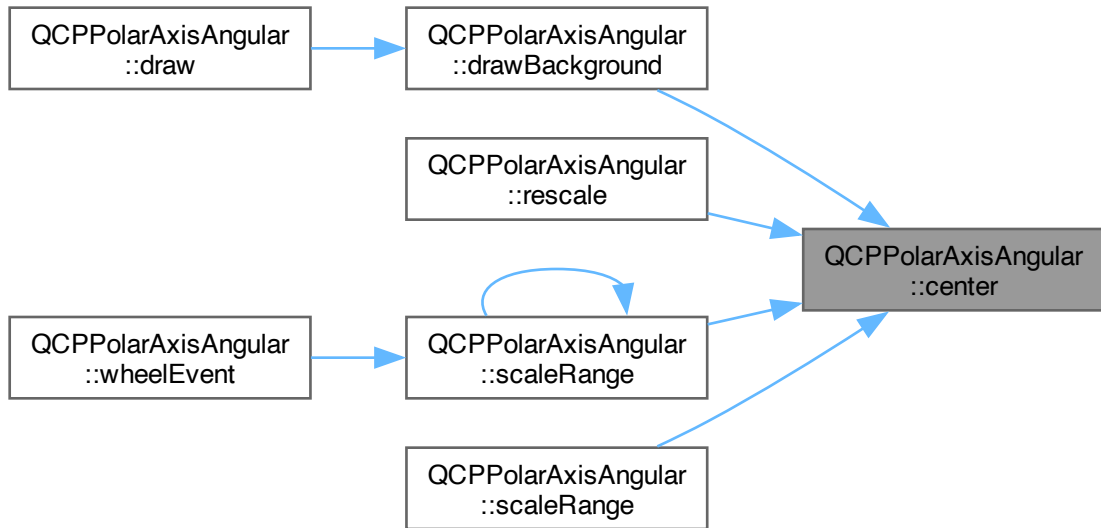 QCPPolarAxisAngular
::draw
QCPPolarAxisAngular
::drawBackground
QCPPolarAxisAngular
::rescale
QCPPolarAxisAngular
::center
QCPPolarAxisAngular
::wheelEvent
QCPPolarAxisAngular
::scaleRange
QCPPolarAxisAngular
::scaleRange